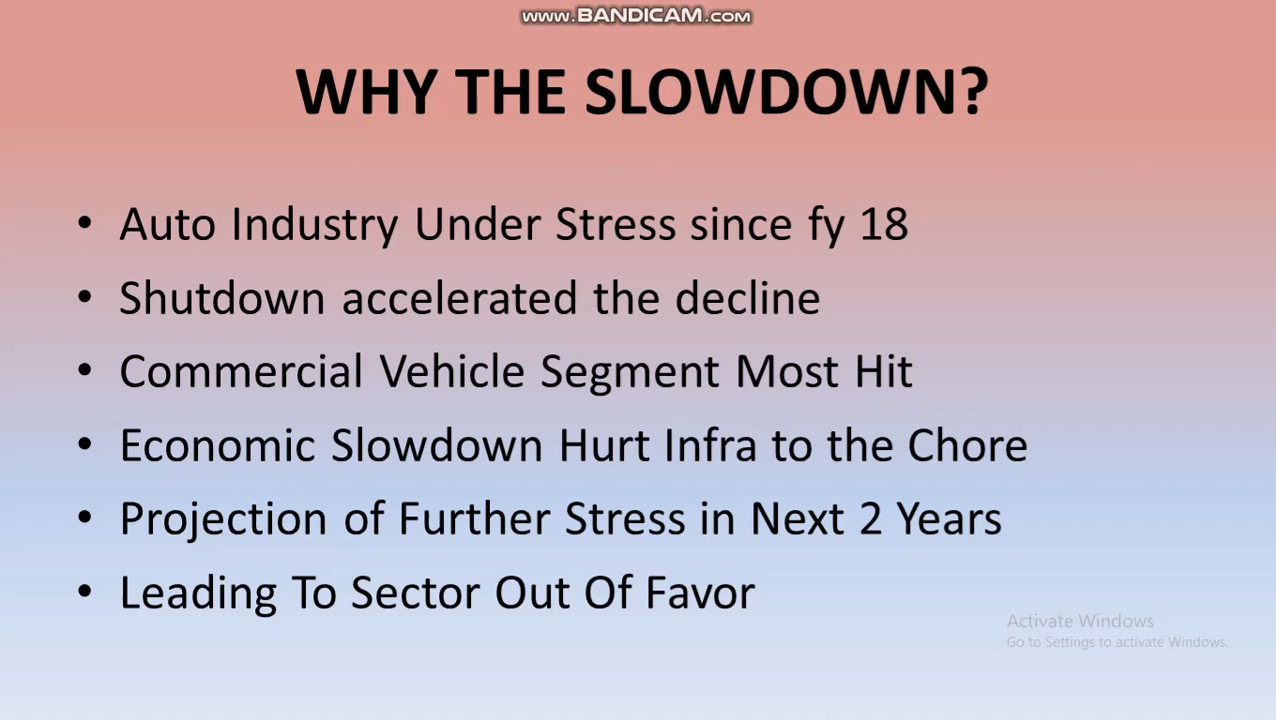 www.BANDICAM.com
WHY THE SLOWDOWN?
• Auto Industry Under Stress since fy 18
• Shutdown accelerated the decline
• Commercial Vehicle Segment Most Hit
• Economic Slowdown Hurt Infra to the Chore
• Projection of Further Stress in Next 2 Years
• Leading To Sector Out Of Favor
Activate Windows
Go to Settings to activate Windows.